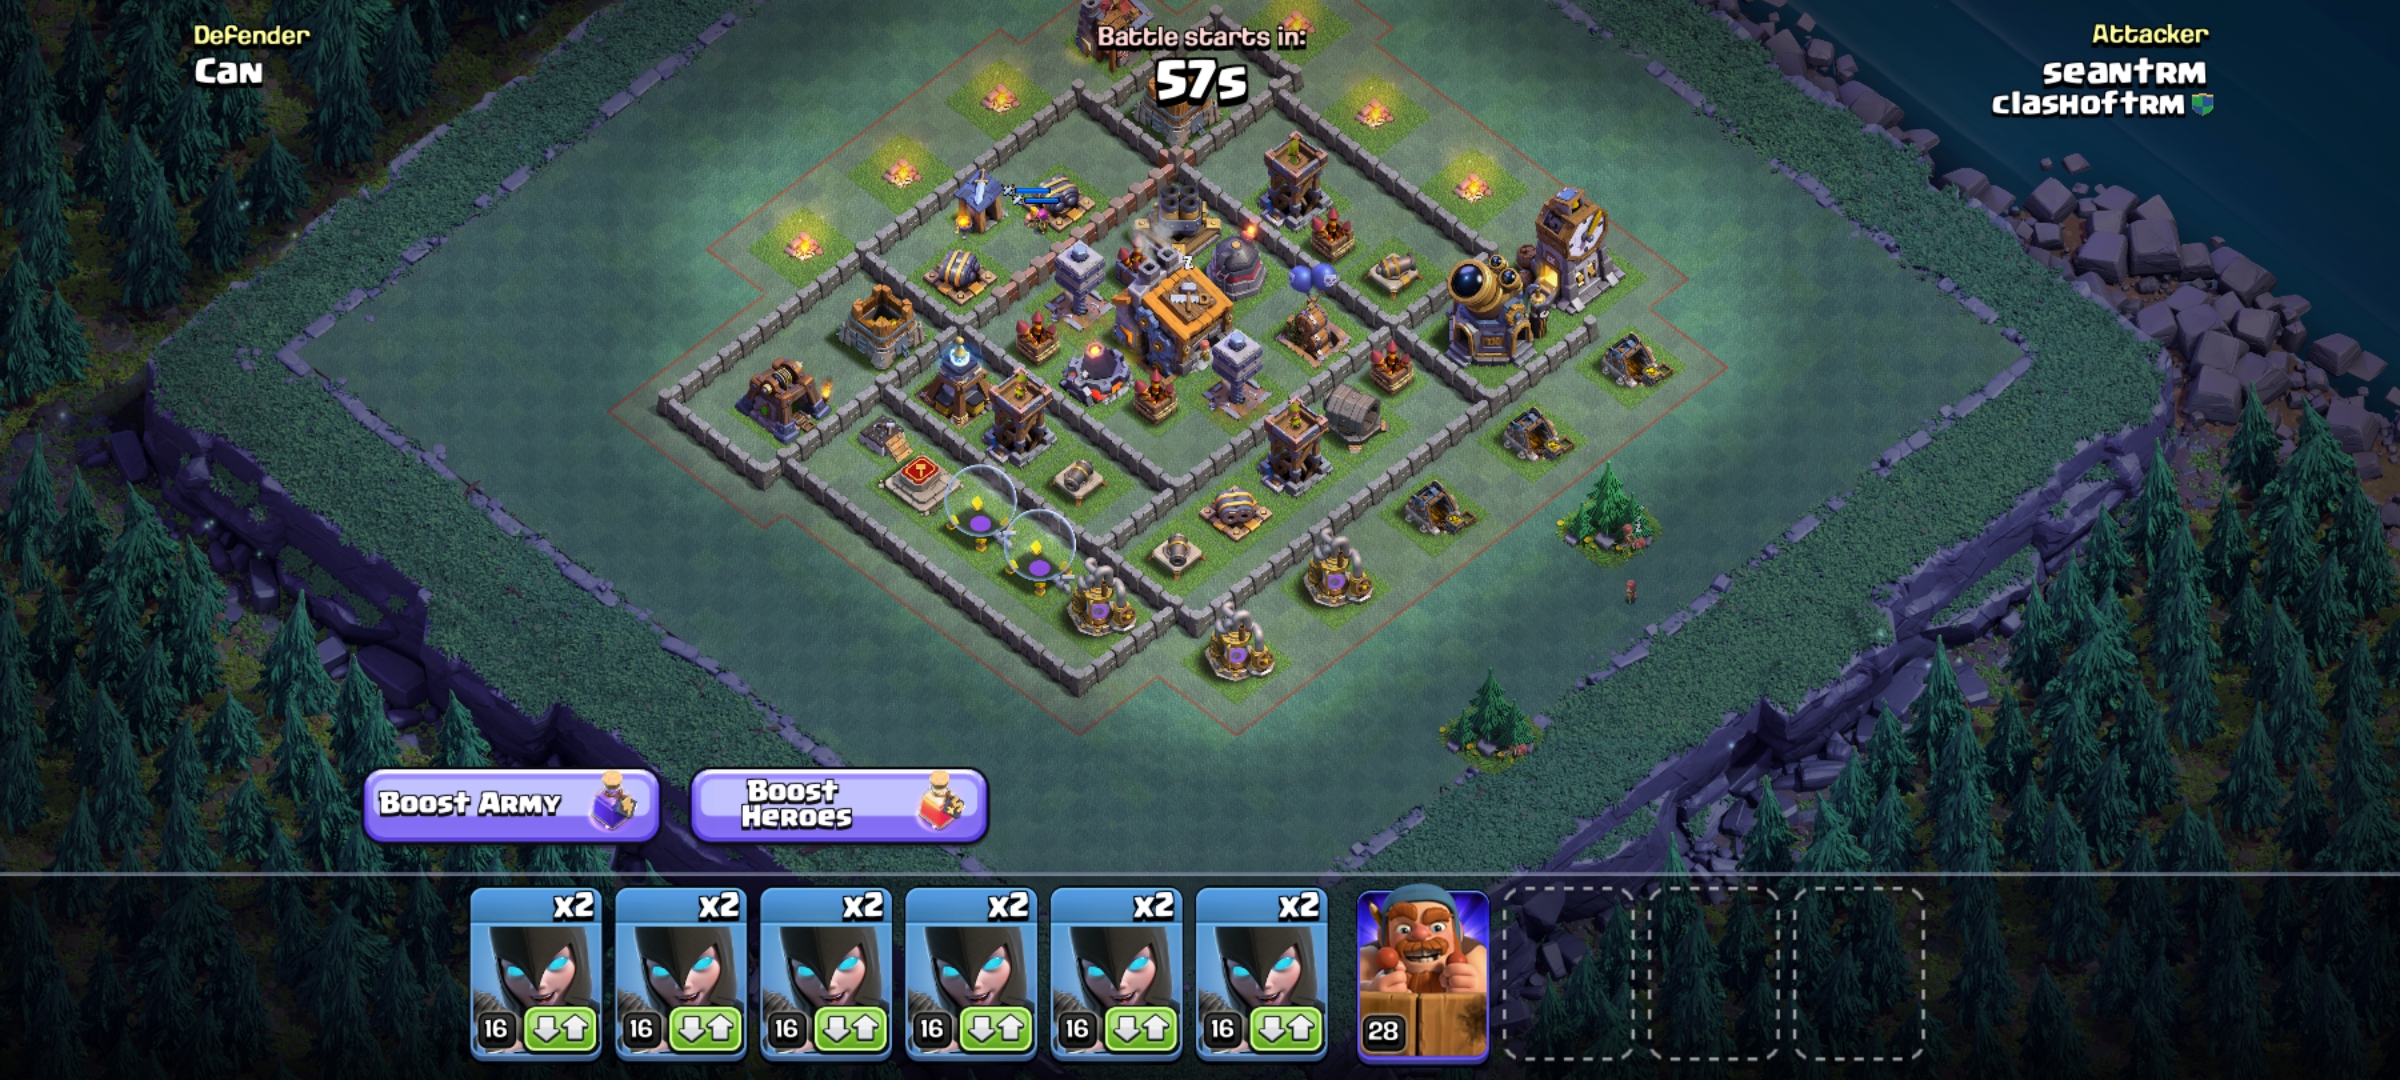 Defender
Can
Battle starts in:
57s
Attacker
seantRM
clashoftRM
Boost Army
Boost
Heroes
x2
x2
x2
x2
x2
x2
16
16
16
16
16
16
28